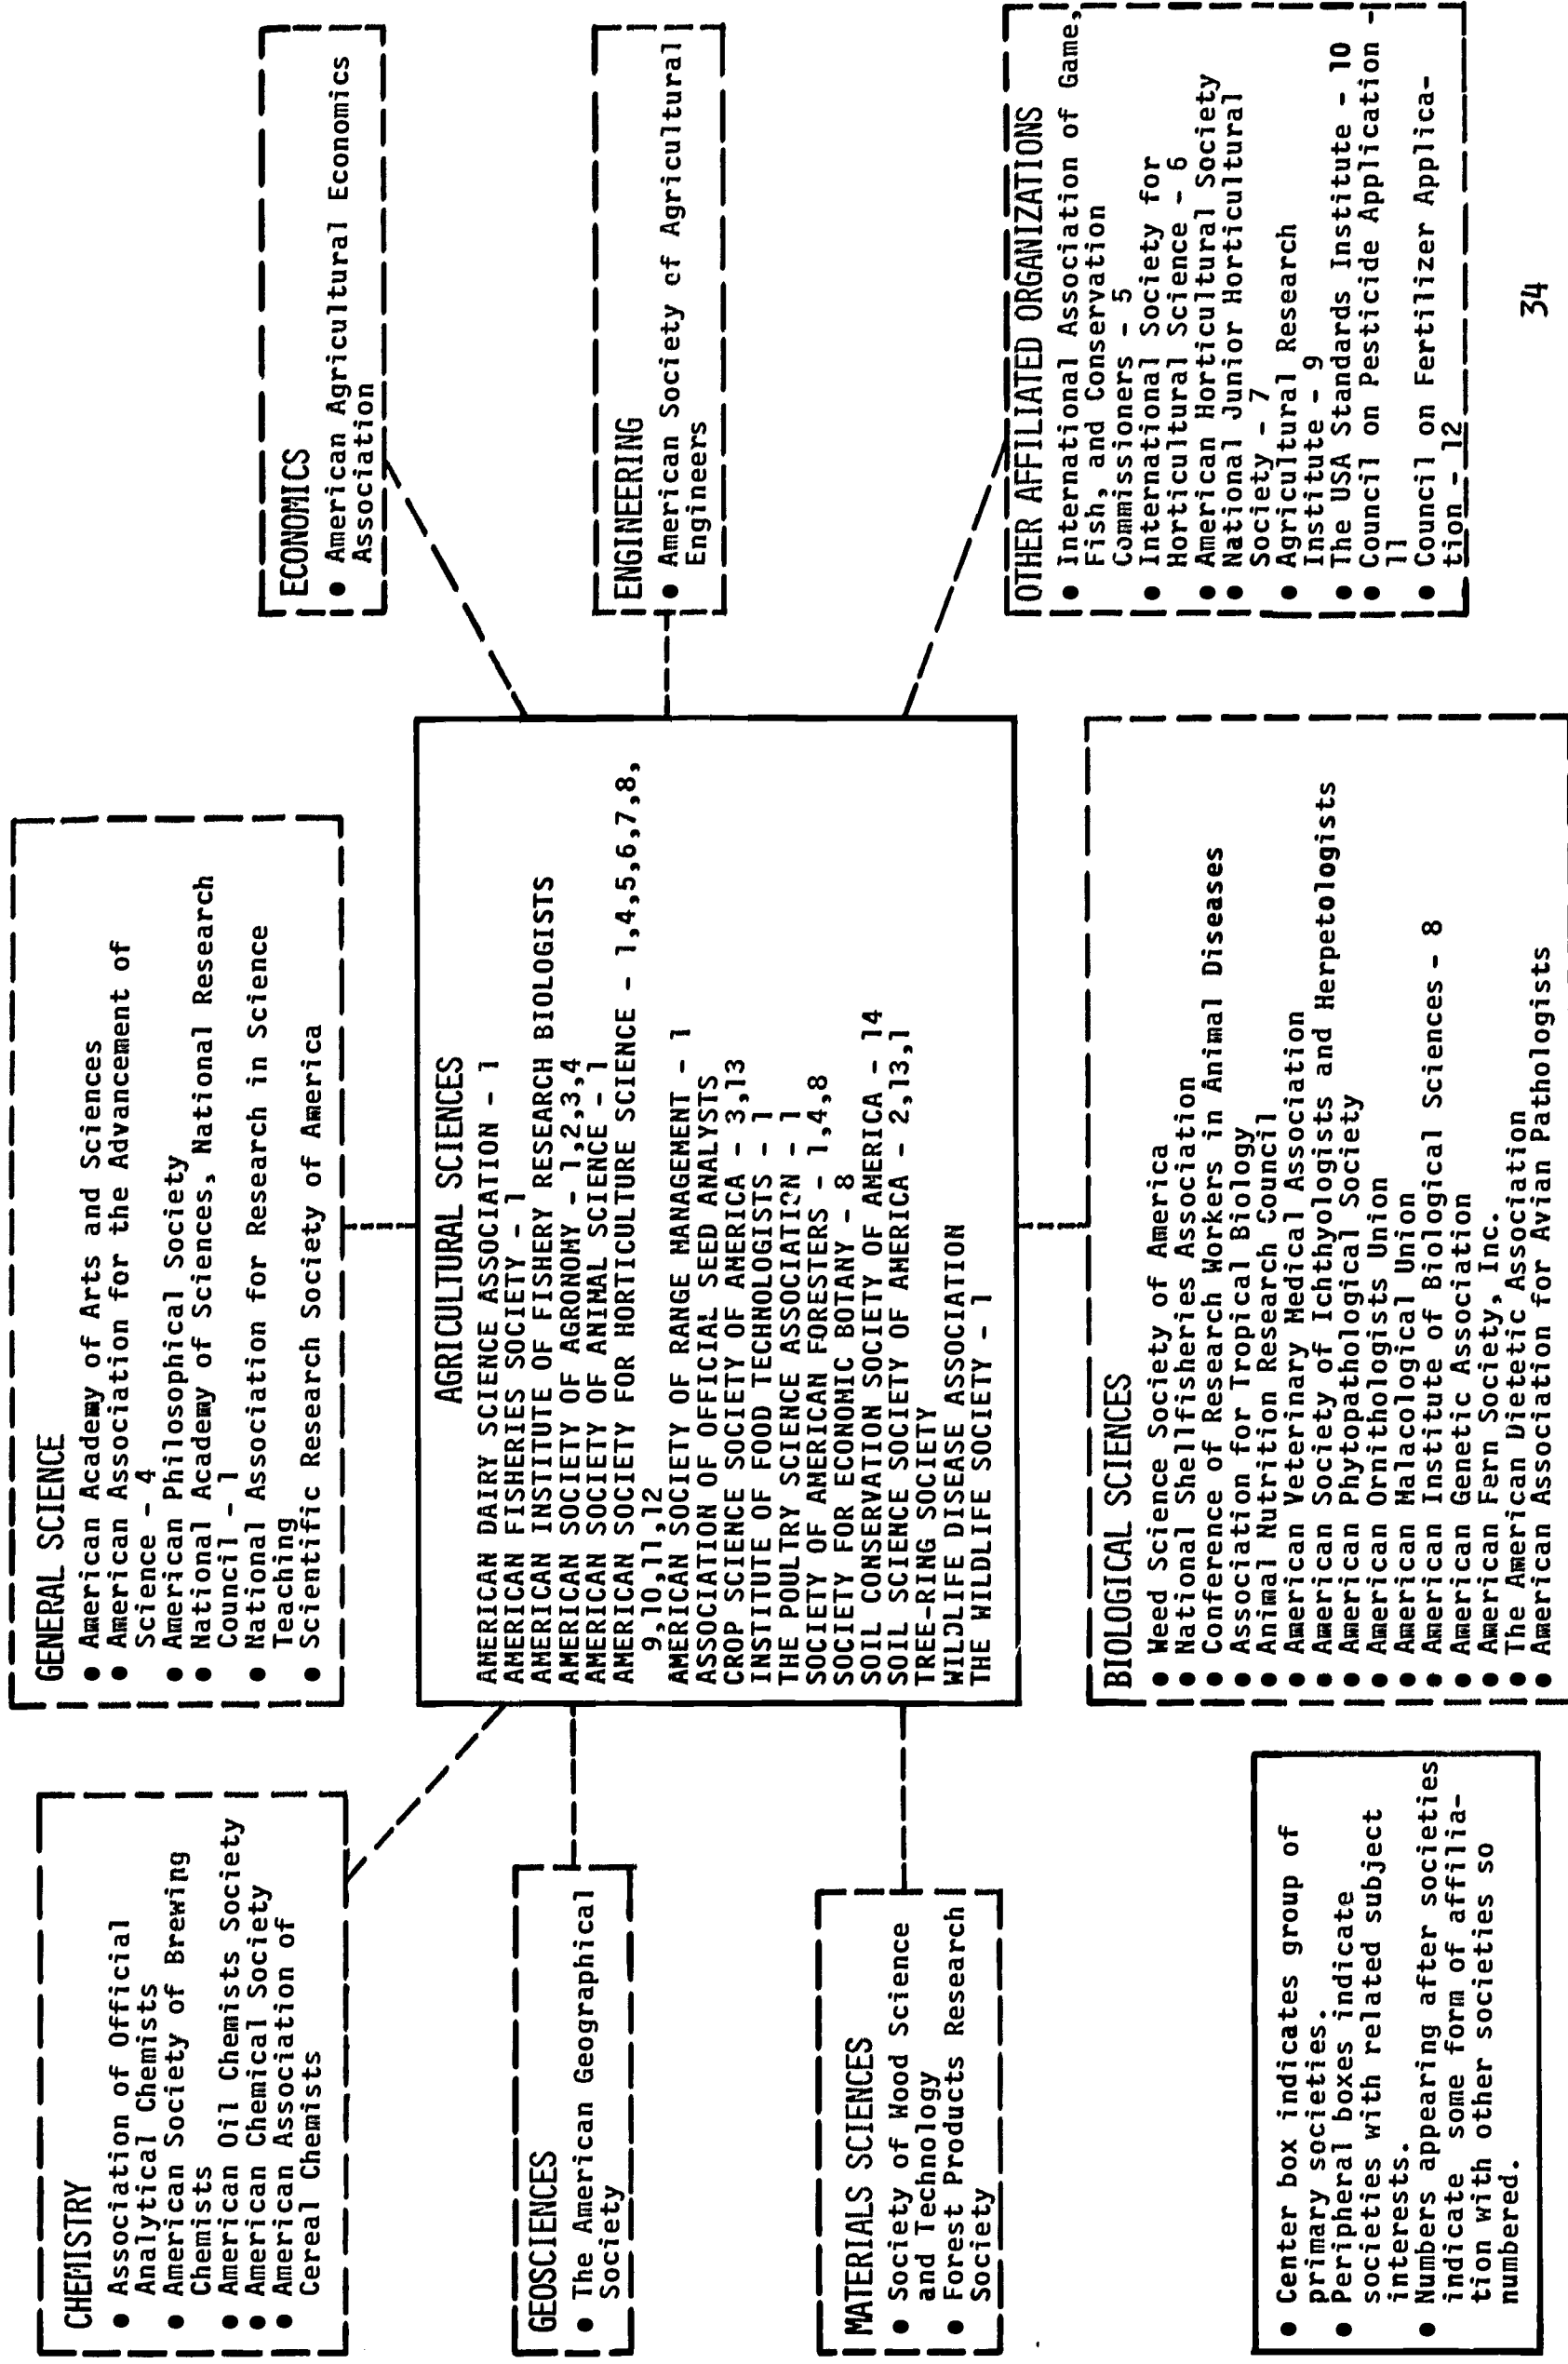 CHEMISTRY
● Association of Official
Analytical Chemists
● American Society of Brewing
Chemists
● American Oil Chemists Society
● American Chemical Society
● American Association of
Cereal Chemists
GENERAL SCIENCE
● American Academy of Arts and Sciences
● American Association for the Advancement of
Science - 4
● American Philosophical Society
● National Academy of Sciences, National Research
Council - 1
● National Association for Research in Science
Teaching
● Scientific Research Society of America
ECONOMICS
● American Agricultural Economics
Association
GEOSCIENCES
● The American Geographical
Society
AGRICULTURAL SCIENCES
AMERICAN DAIRY SCIENCE ASSOCIATION - 1
AMERICAN FISHERIES SOCIETY - 1
AMERICAN INSTITUTE OF FISHERY RESEARCH BIOLOGISTS
AMERICAN SOCIETY OF AGRONOMY - 1,2,3,4
AMERICAN SOCIETY OF ANIMAL SCIENCE - 1
AMERICAN SOCIETY FOR HORTICULTURE SCIENCE - 1,4,5,6,7,8,
9,10,11,12
AMERICAN SOCIETY OF RANGE MANAGEMENT - 1
ASSOCIATION OF OFFICIAL SEED ANALYSTS
CROP SCIENCE SOCIETY OF AMERICA - 3,13
INSTITUTE OF FOOD TECHNOLOGISTS - 1
THE POULTRY SCIENCE ASSOCIATION - 1
SOCIETY OF AMERICAN FORESTERS - 1,4,8
SOCIETY FOR ECONOMIC BOTANY - 8
SOIL CONSERVATION SOCIETY OF AMERICA - 14
SOIL SCIENCE SOCIETY OF AMERICA - 2,13,1
TREE-RING SOCIETY
WILDLIFE DISEASE ASSOCIATION
THE WILDLIFE SOCIETY - 1
ENGINEERING
● American Society of Agricultural
Engineers
MATERIALS SCIENCES
● Society of Wood Science
and Technology
● Forest Products Research
Society
OTHER AFFILIATED ORGANIZATIONS
● International Association of Game,
Fish, and Conservation
Commissioners - 5
● International Society for
Horticultural Science - 6
● American Horticultural Society
● National Junior Horticultural
Society - 7
● Agricultural Research
Institute - 9
● The USA Standards Institute - 10
● Council on Pesticide Application -
11
● Council on Fertilizer Applica-
tion - 12
● Center box indicates group of
primary societies.
● Peripheral boxes indicate
societies with related subject
interests.
● Numbers appearing after societies
indicate some form of affilia-
tion with other societies so
numbered.
BIOLOGICAL SCIENCES
● Weed Science Society of America
● National Shellfisheries Association
● Conference of Research Workers in Animal Diseases
● Association for Tropical Biology
● Animal Nutrition Research Council
● American Veterinary Medical Association
● American Society of Ichthyologists and Herpetologists
● American Phytopathological Society
● American Ornithologists Union
● American Malacological Union
● American Institute of Biological Sciences - 8
● American Genetic Association
● American Fern Society, Inc.
● The American Dietetic Association
● American Association for Avian Pathologists
34